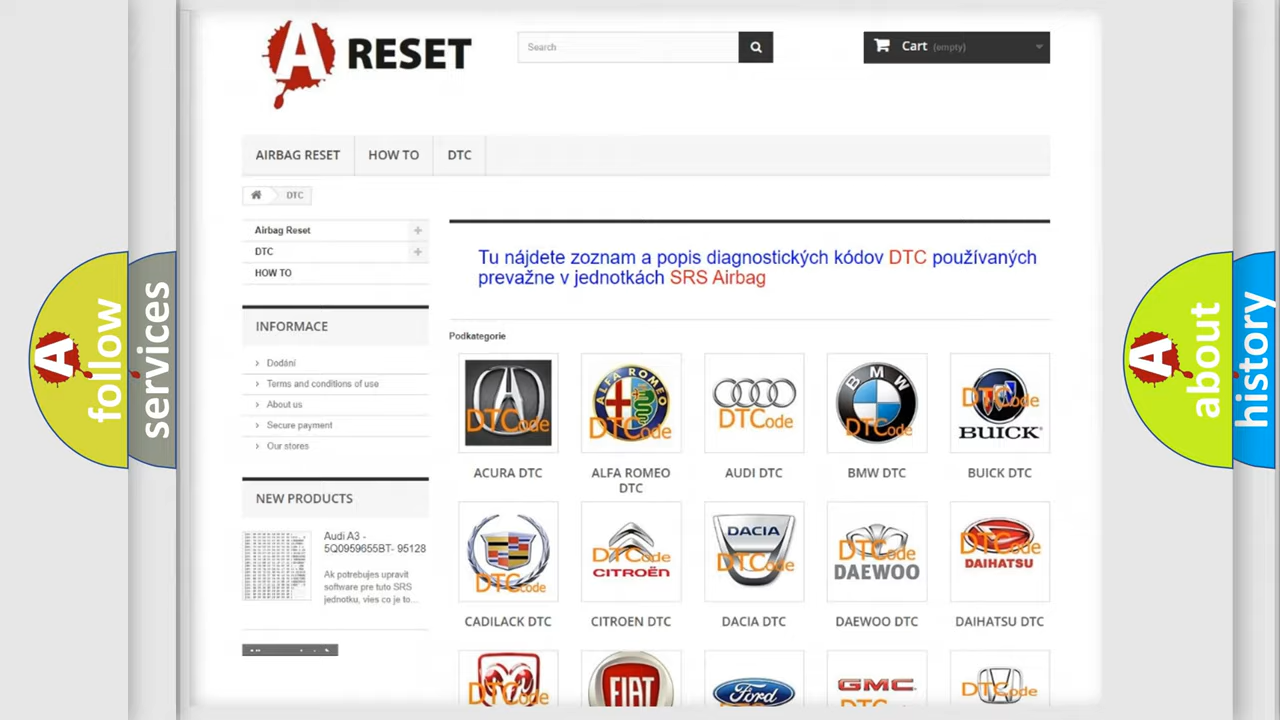 A RESET
Search
Cart (empty)
AIRBAG RESET
HOW TO
DTC
DTC
Airbag Reset
DTC
HOW TO
INFORMACE
Dodání
Terms and conditions of use
About us
Secure payment
Our stores
NEW PRODUCTS
Audi A3 -
5Q0959655BT- 95128
Ak potrebujes upravit
software pre tuto SRS
jednotku, vies co je to...
Tu nájdete zoznam a popis diagnostických kódov DTC používaných
prevažne v jednotkách SRS Airbag
Podkategorie
DTCode
ALFA ROMEO
DTCode
DTCode
BMW
DTCode
DTCode
BUICK
ACURA DTC
ALFA ROMEO
DTC
AUDI DTC
BMW DTC
BUICK DTC
DTCode
DTCode
CITROËN
DACIA
DTCode
DTCode
DAEWOO
DTCode
DAIHATSU
CADILACK DTC
CITROEN DTC
DACIA DTC
DAEWOO DTC
DAIHATSU DTC
DTCode
FIAT
Ford
GMC
DTCode
A
follow
services
A
about
history